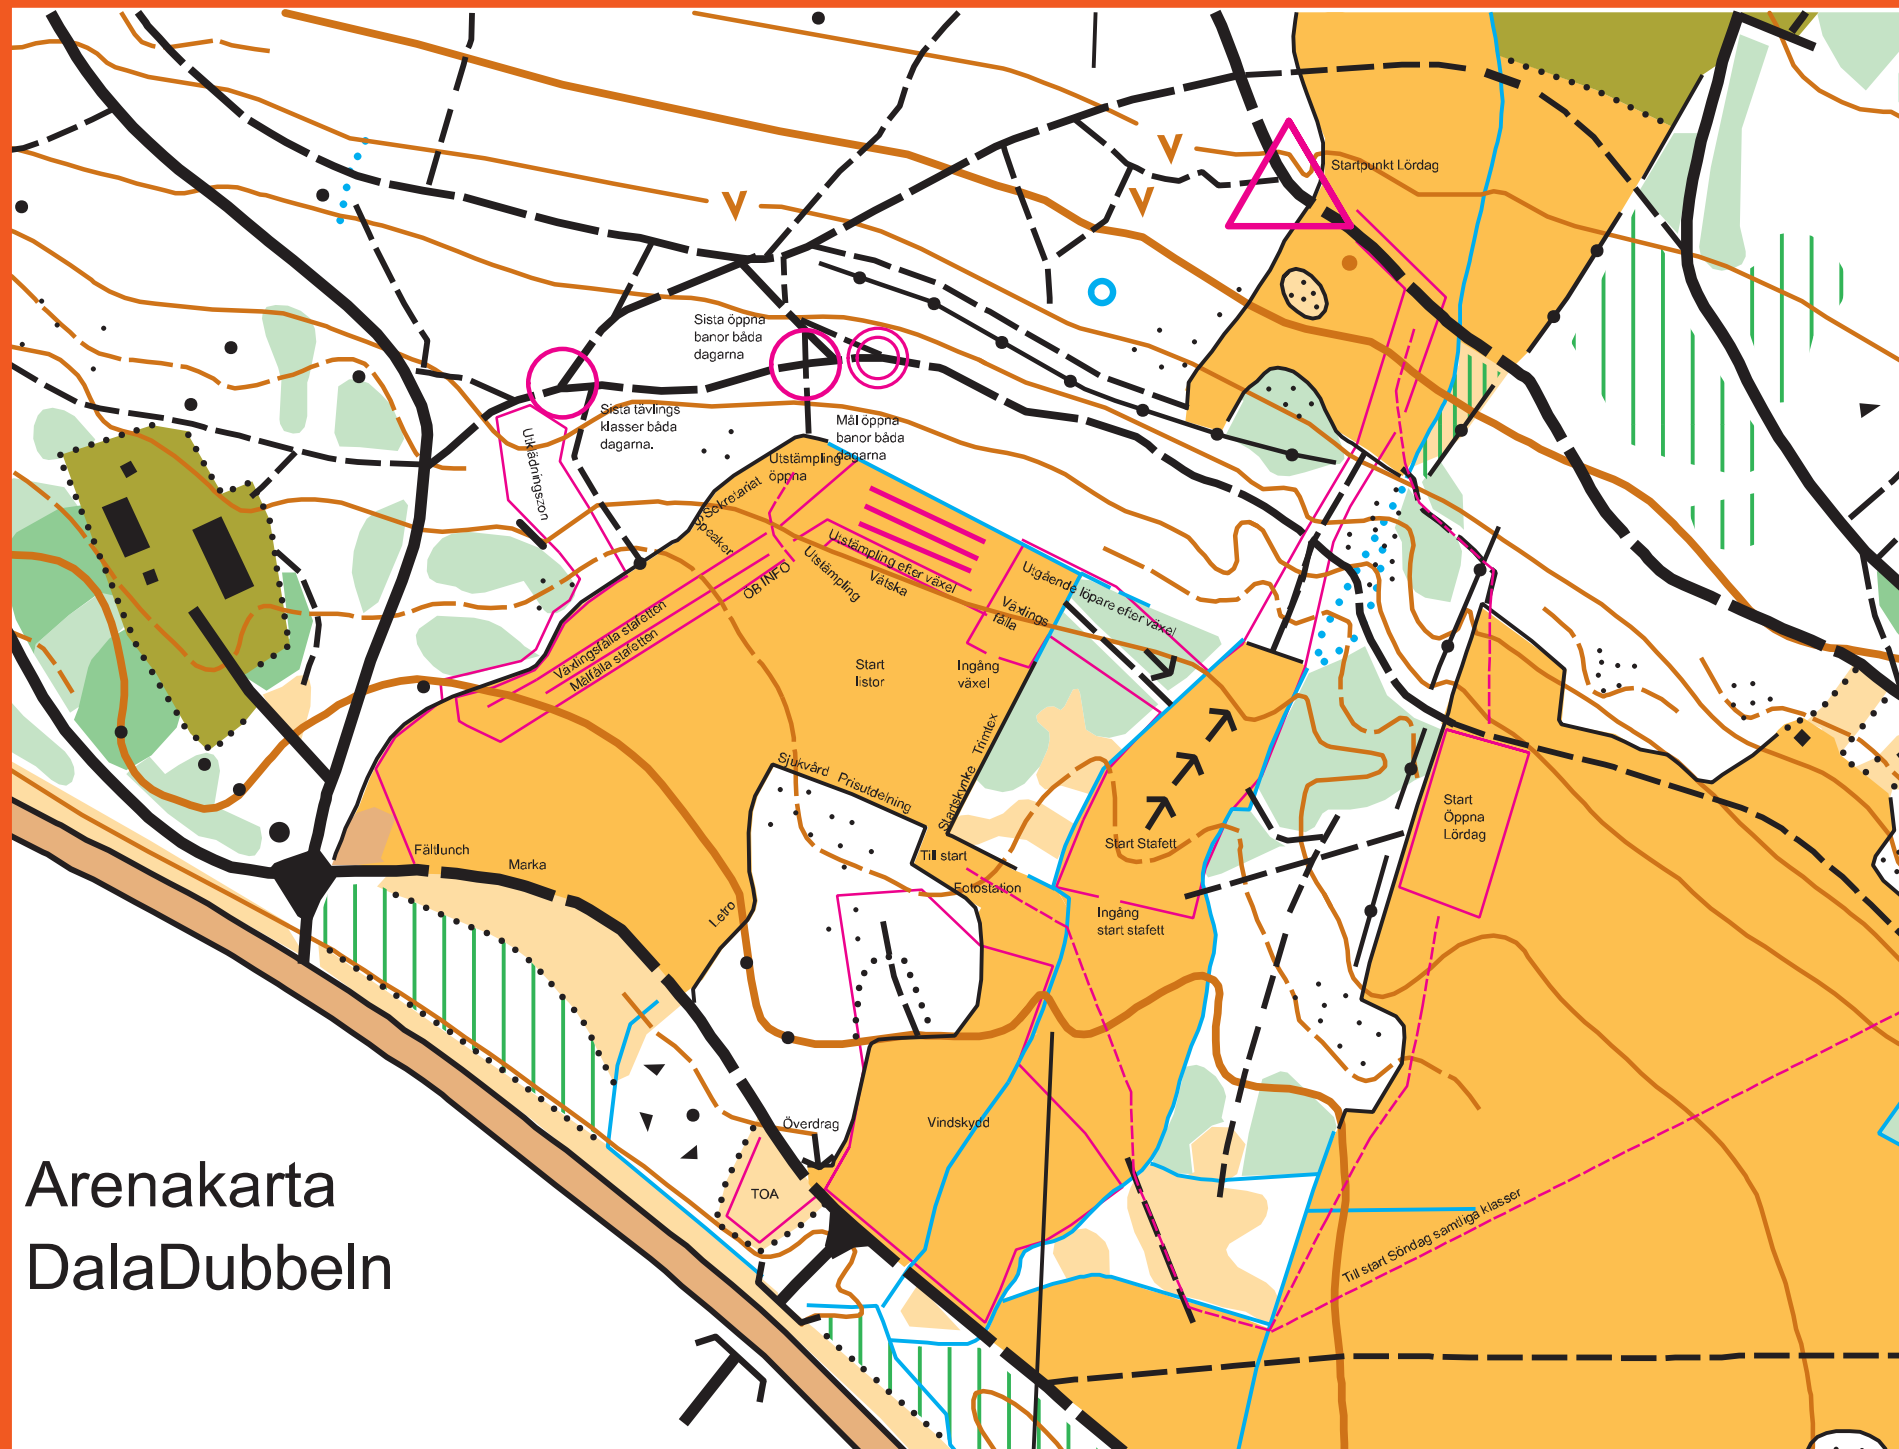 Startpunkt Lördag
Sista öppna
banor båda
dagarna
Sista tävlings
klasser båda
dagarna.
Mål öppna
banor båda
dagarna
Utklädningszon
Utstämpling
öppna
Sekretariat
Speaker
Utstämpling efter växel
Vätska
Utstämpling
ÖB INFO
Utgående löpare efter växel
Växlings
fålla
Växlingsfålla stafetten
Målfålla stafetten
Start
listor
Ingång
växel
Startskynke Trimtex
Sjukvård Prisutdelning
Till start
Fotostation
Start Stafett
Ingång
start stafett
Start
Öppna
Lördag
Fältlunch
Marka
Letro
Överdrag
Vindskydd
TOA
Till start Söndag samtliga klasser
Arenakarta
DalaDubbeln